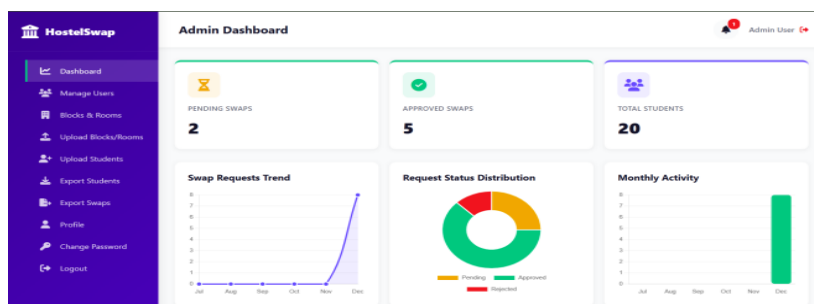 HostelSwap
Dashboard
Manage Users
Blocks & Rooms
Upload Blocks/Rooms
Upload Students
Export Students
Export Swaps
Profile
Change Password
Logout
Admin Dashboard
1
Admin User
PENDING SWAPS
2
APPROVED SWAPS
5
TOTAL STUDENTS
20
Swap Requests Trend
8
7
6
5
4
3
2
1
0
Jul Aug Sep Oct Nov Dec
Request Status Distribution
Pending Approved
Rejected
Monthly Activity
8
7
6
5
4
3
2
1
0
Jul Aug Sep Oct Nov Dec